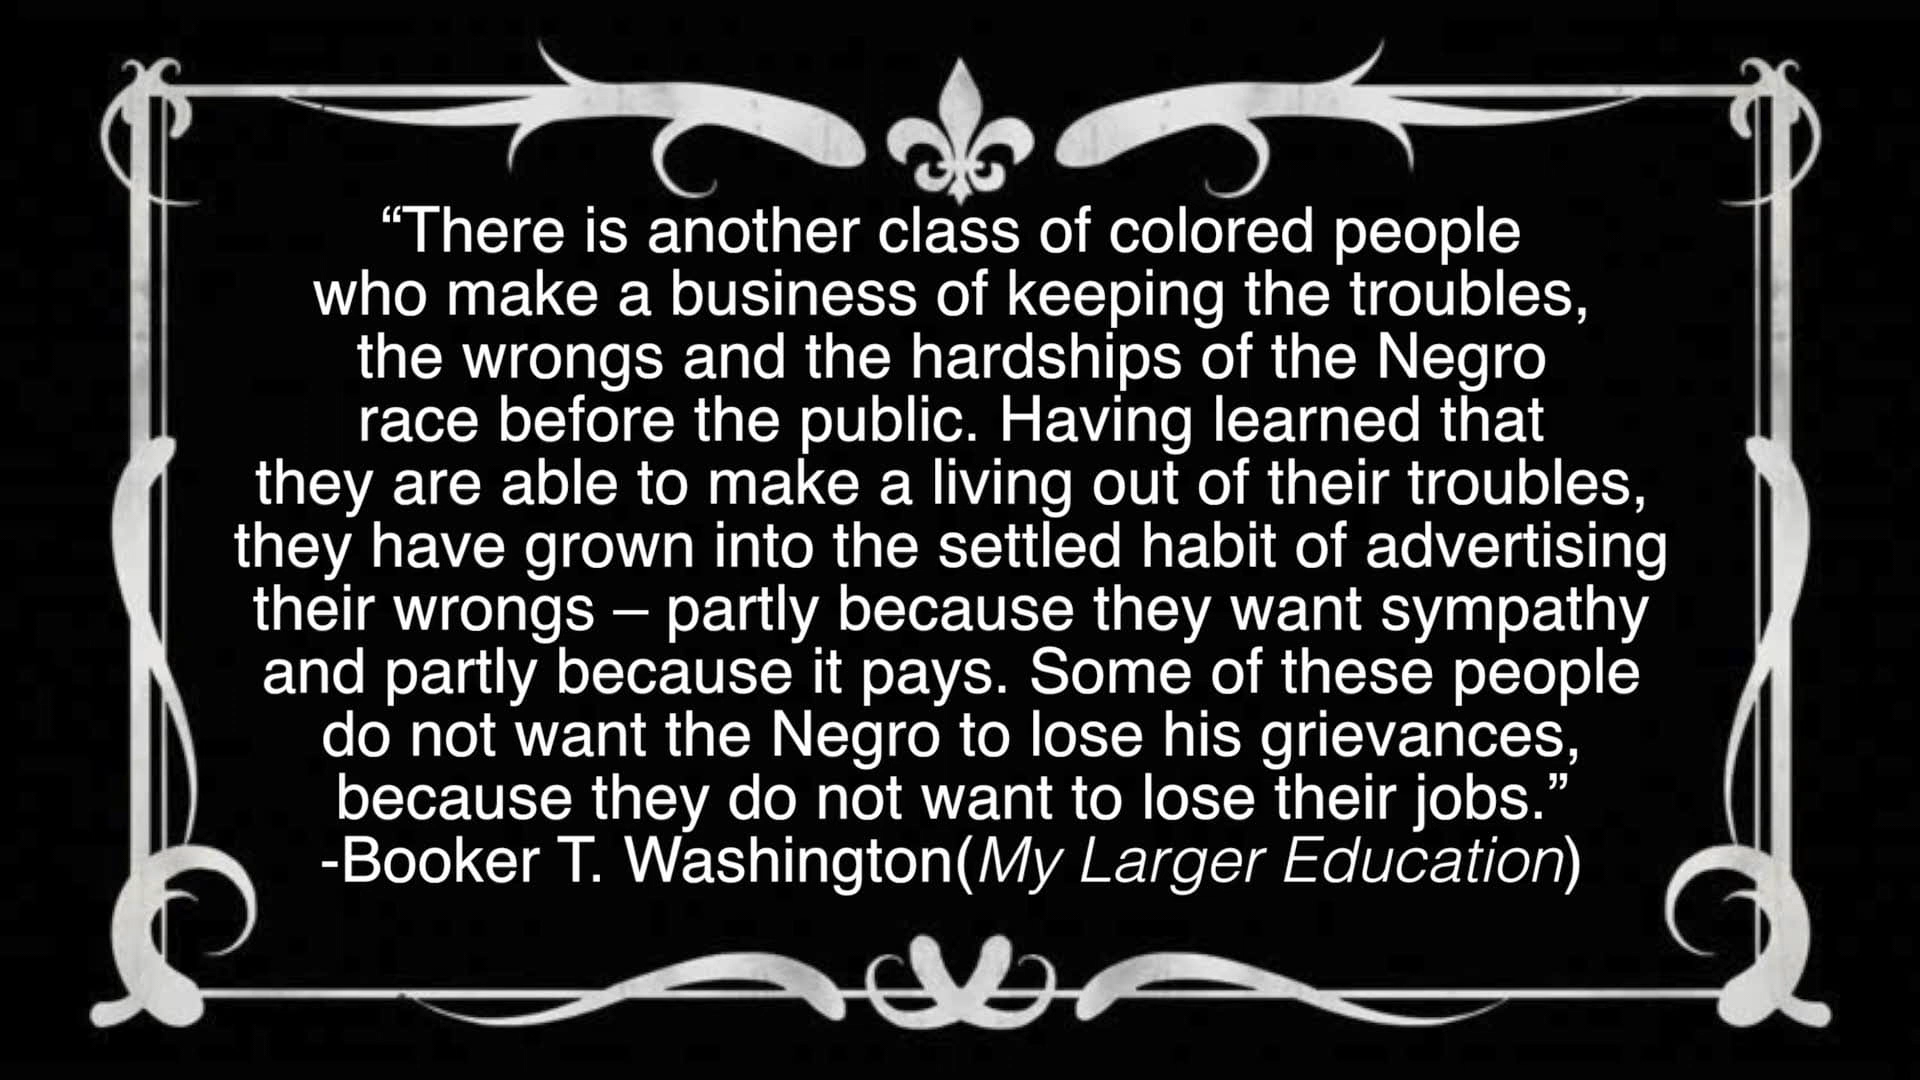 “There is another class of colored people
who make a business of keeping the troubles,
the wrongs and the hardships of the Negro
race before the public. Having learned that
they are able to make a living out of their troubles,
they have grown into the settled habit of advertising
their wrongs – partly because they want sympathy
and partly because it pays. Some of these people
do not want the Negro to lose his grievances,
because they do not want to lose their jobs.”
-Booker T. Washington(My Larger Education)